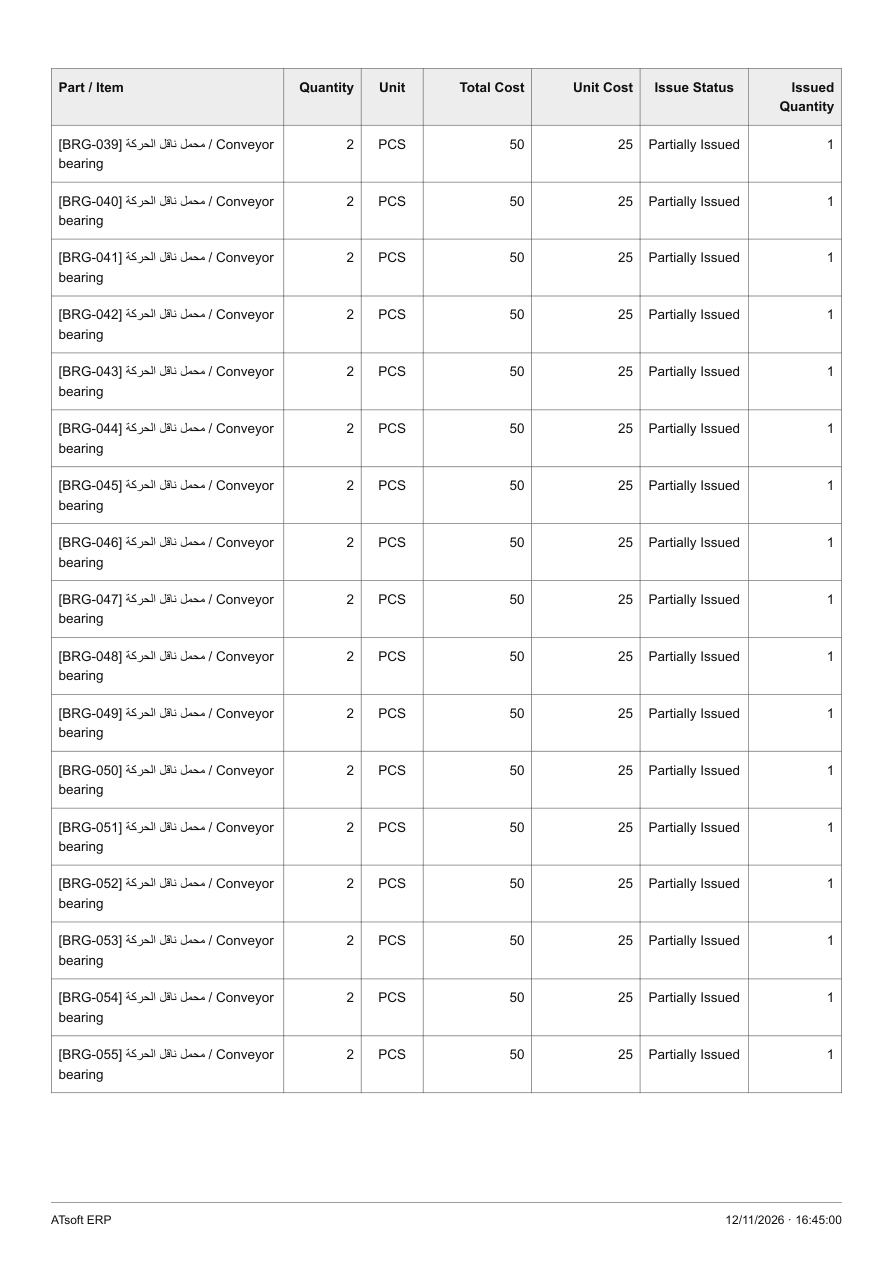 Part / Item Quantity Unit Total Cost Unit Cost Issue Status Issued
Quantity
[BRG-039] محمل ناقل الحركة / Conveyor 2 PCS 50 25 Partially Issued 1
bearing
[BRG-040] محمل ناقل الحركة / Conveyor 2 PCS 50 25 Partially Issued 1
bearing
[BRG-041] محمل ناقل الحركة / Conveyor 2 PCS 50 25 Partially Issued 1
bearing
[BRG-042] محمل ناقل الحركة / Conveyor 2 PCS 50 25 Partially Issued 1
bearing
[BRG-043] محمل ناقل الحركة / Conveyor 2 PCS 50 25 Partially Issued 1
bearing
[BRG-044] محمل ناقل الحركة / Conveyor 2 PCS 50 25 Partially Issued 1
bearing
[BRG-045] محمل ناقل الحركة / Conveyor 2 PCS 50 25 Partially Issued 1
bearing
[BRG-046] محمل ناقل الحركة / Conveyor 2 PCS 50 25 Partially Issued 1
bearing
[BRG-047] محمل ناقل الحركة / Conveyor 2 PCS 50 25 Partially Issued 1
bearing
[BRG-048] محمل ناقل الحركة / Conveyor 2 PCS 50 25 Partially Issued 1
bearing
[BRG-049] محمل ناقل الحركة / Conveyor 2 PCS 50 25 Partially Issued 1
bearing
[BRG-050] محمل ناقل الحركة / Conveyor 2 PCS 50 25 Partially Issued 1
bearing
[BRG-051] محمل ناقل الحركة / Conveyor 2 PCS 50 25 Partially Issued 1
bearing
[BRG-052] محمل ناقل الحركة / Conveyor 2 PCS 50 25 Partially Issued 1
bearing
[BRG-053] محمل ناقل الحركة / Conveyor 2 PCS 50 25 Partially Issued 1
bearing
[BRG-054] محمل ناقل الحركة / Conveyor 2 PCS 50 25 Partially Issued 1
bearing
[BRG-055] محمل ناقل الحركة / Conveyor 2 PCS 50 25 Partially Issued 1
bearing
ATsoft ERP 12/11/2026 · 16:45:00